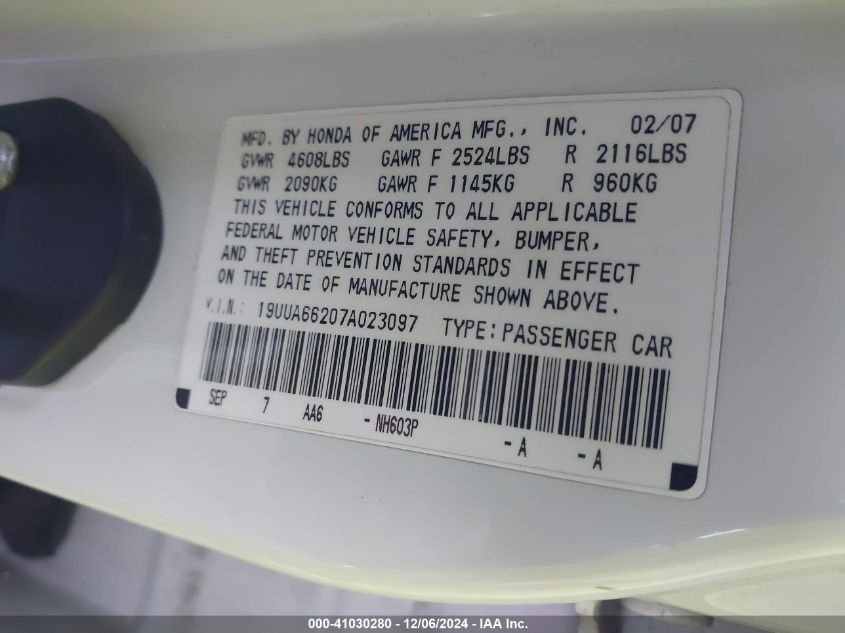 MFD. BY HONDA OF AMERICA MFG., INC. 02/07
GVWR 4608LBS GAWR F 2524LBS R 2116LBS
GVWR 2090KG GAWR F 1145KG R 960KG
THIS VEHICLE CONFORMS TO ALL APPLICABLE
FEDERAL MOTOR VEHICLE SAFETY, BUMPER,
AND THEFT PREVENTION STANDARDS IN EFFECT
ON THE DATE OF MANUFACTURE SHOWN ABOVE.
V.I.N.: 19UUA66207A023097 TYPE:PASSENGER CAR
SEP 7 AA6 -NH603P -A -A
000-41030280 - 12/06/2024 - IAA Inc.